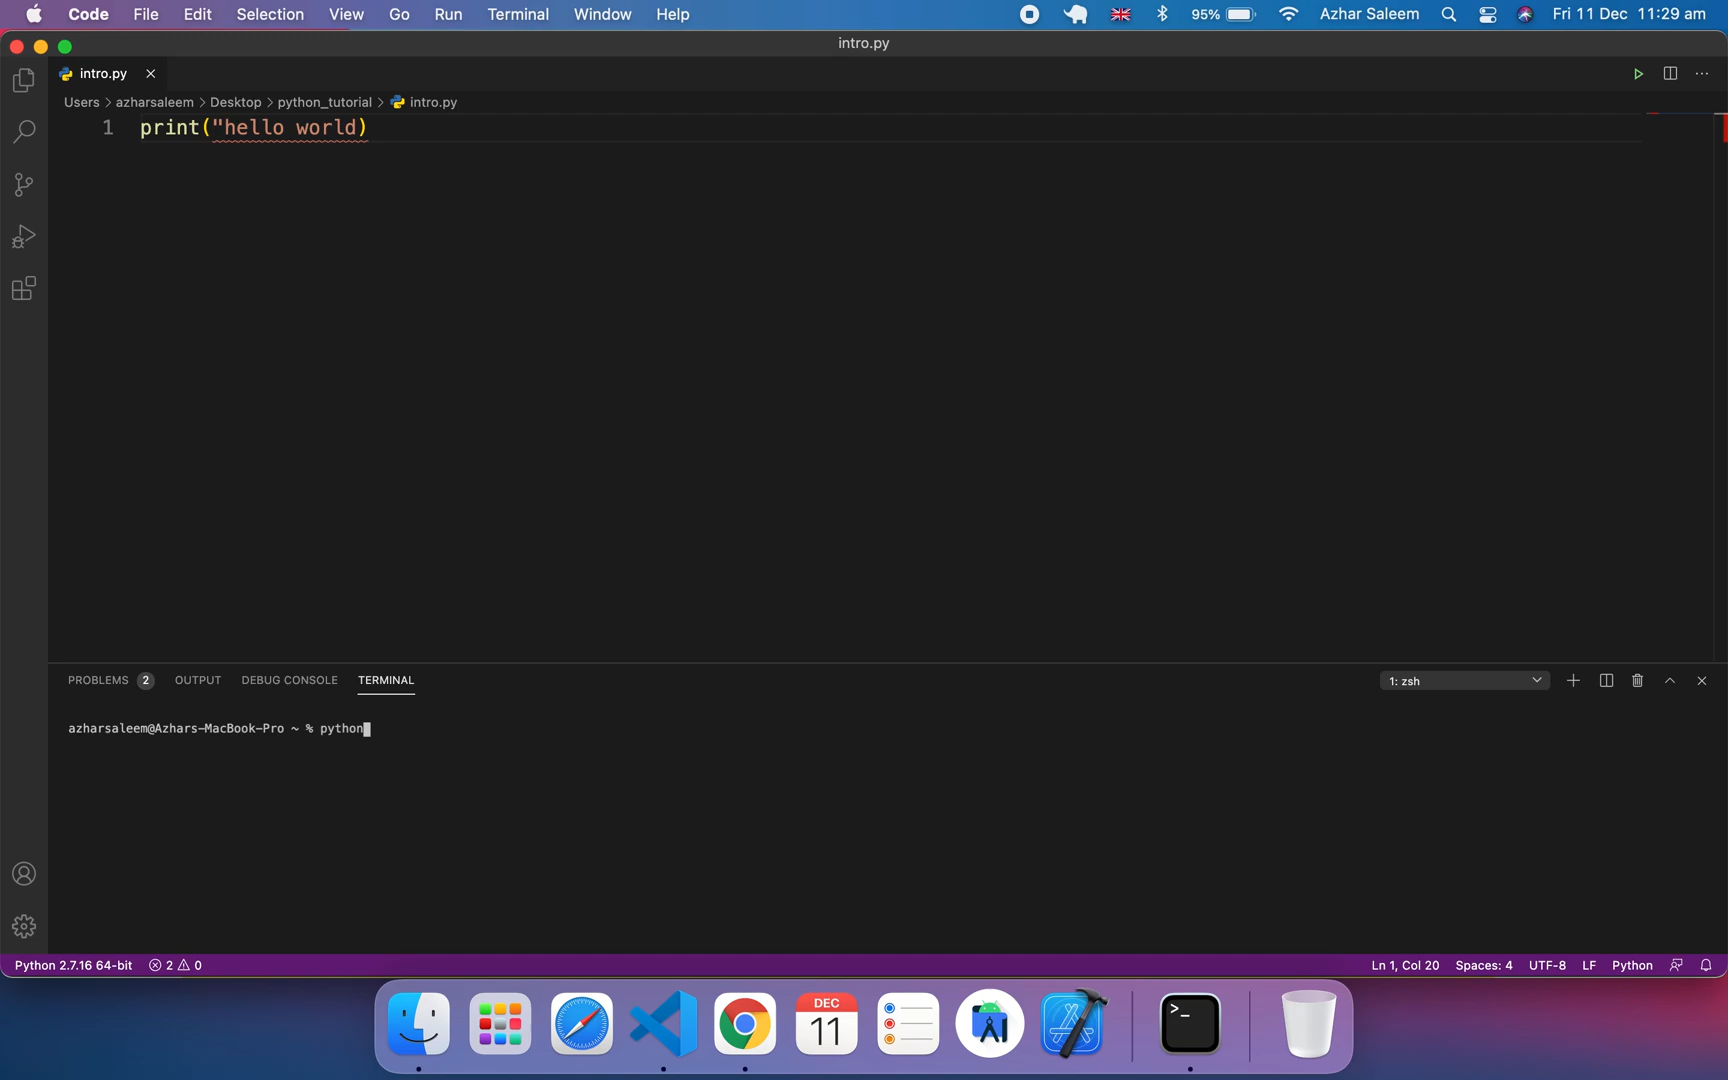 Code File Edit Selection View Go Run Terminal Window Help 95% Azhar Saleem Fri 11 Dec 11:29 am
intro.py
intro.py
Users > azharsaleem > Desktop > python_tutorial > intro.py
1 print("hello world)
PROBLEMS 2 OUTPUT DEBUG CONSOLE TERMINAL 1: zsh
azharsaleem@Azhars-MacBook-Pro ~ % python
Python 2.7.16 64-bit 2 0 Ln 1, Col 20 Spaces: 4 UTF-8 LF Python
DEC
11
>_